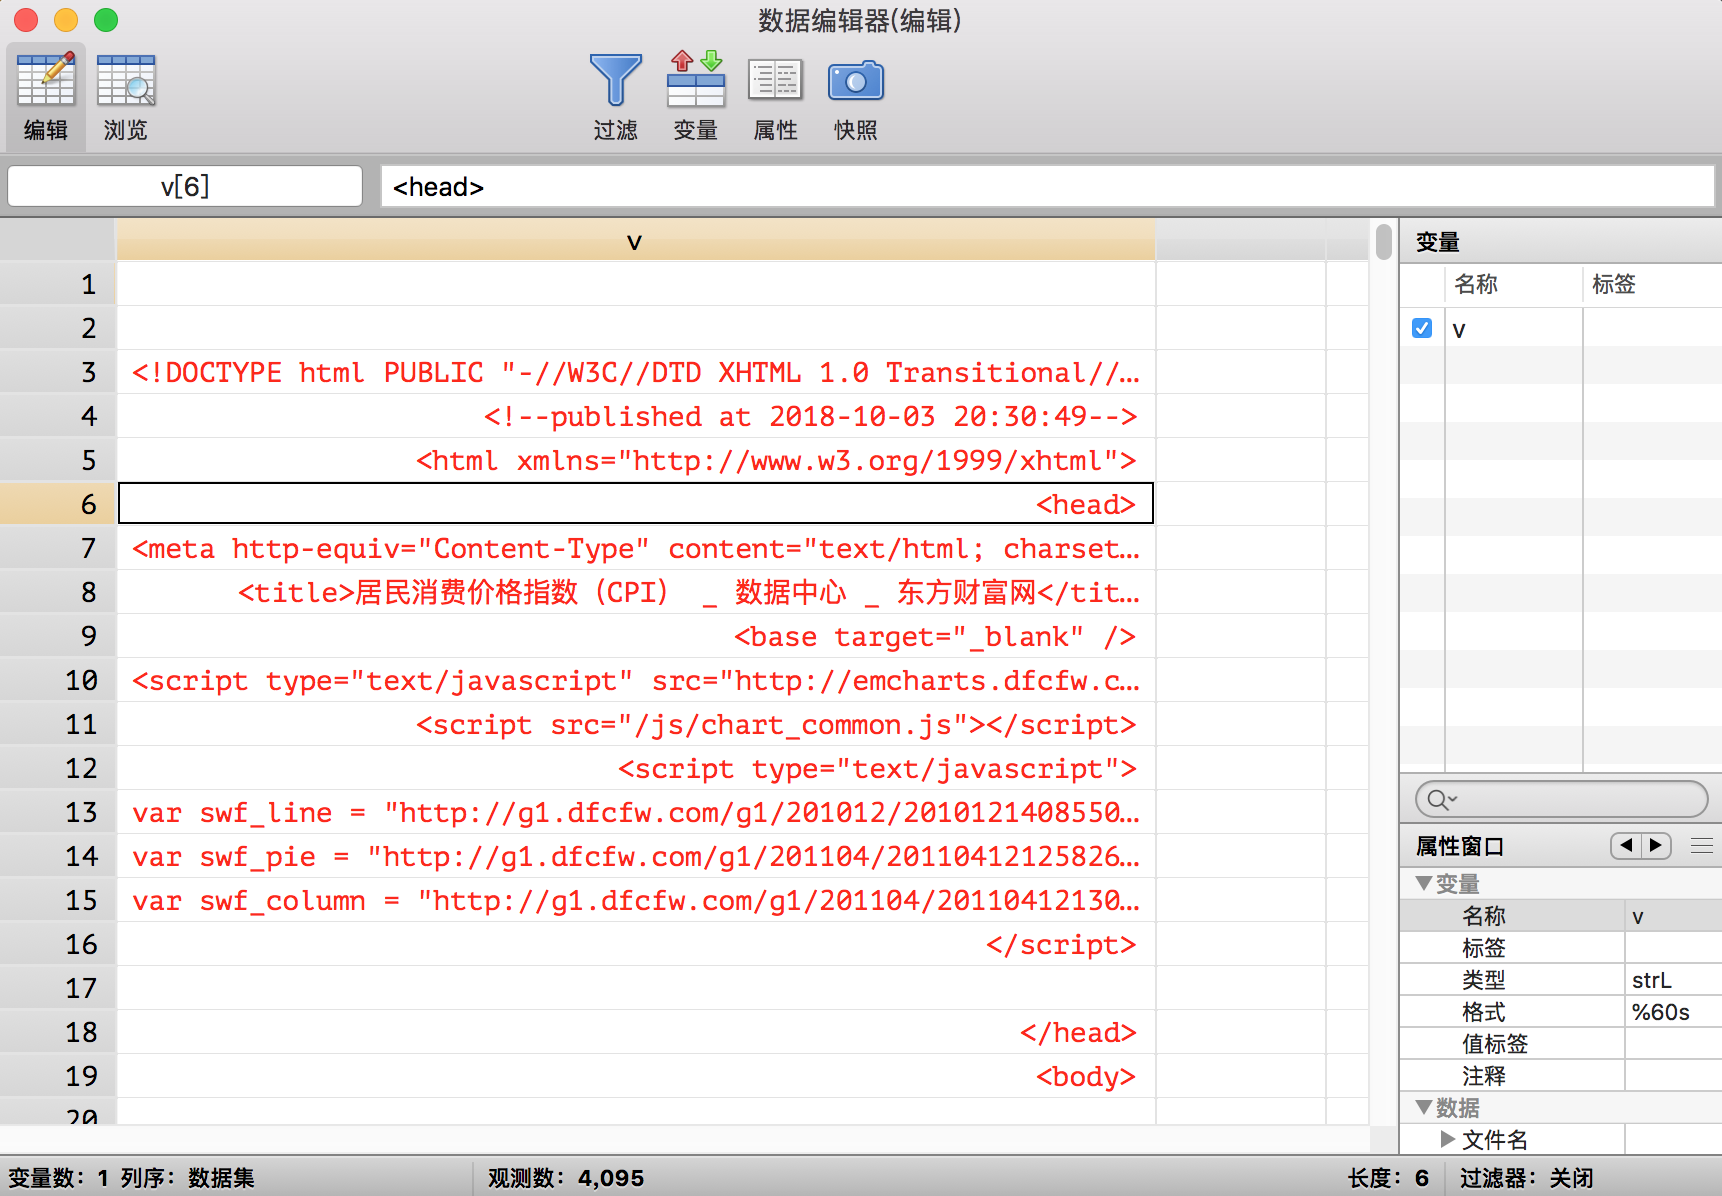 数据编辑器(编辑)
编辑 浏览 过滤 变量 属性 快照
v[6] <head>
v
1
2
3 <!DOCTYPE html PUBLIC "-//W3C//DTD XHTML 1.0 Transitional//...
4 <!--published at 2018-10-03 20:30:49-->
5 <html xmlns="http://www.w3.org/1999/xhtml">
6 <head>
7 <meta http-equiv="Content-Type" content="text/html; charset...
8 <title>居民消费价格指数（CPI） _ 数据中心 _ 东方财富网</tit...
9 <base target="_blank" />
10 <script type="text/javascript" src="http://emcharts.dfcfw.c...
11 <script src="/js/chart_common.js"></script>
12 <script type="text/javascript">
13 var swf_line = "http://g1.dfcfw.com/g1/201012/2010121408550...
14 var swf_pie = "http://g1.dfcfw.com/g1/201104/20110412125826...
15 var swf_column = "http://g1.dfcfw.com/g1/201104/20110412130...
16 </script>
17
18 </head>
19 <body>
20
变量
名称 标签
v
属性窗口
变量
名称 v
标签
类型 strL
格式 %60s
值标签
注释
数据
文件名
变量数：1 列序：数据集 观测数：4,095 长度：6 过滤器：关闭